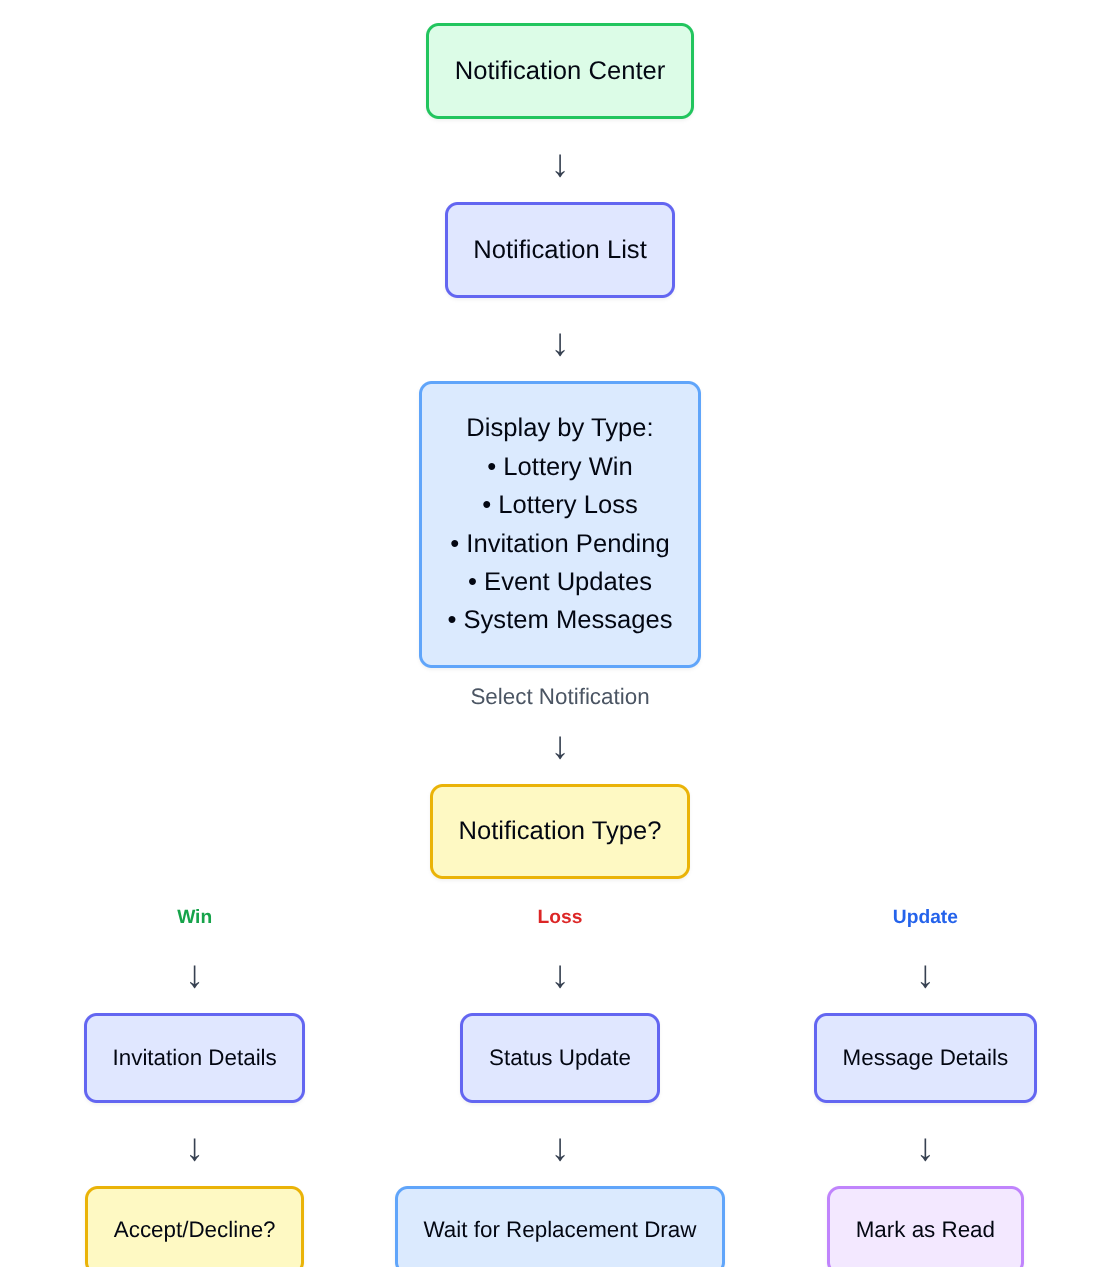 Notification Center
↓
Notification List
↓
Display by Type:
• Lottery Win
• Lottery Loss
• Invitation Pending
• Event Updates
• System Messages
Select Notification
↓
Notification Type?
Win
Loss
Update
↓ ↓ ↓
Invitation Details
Status Update
Message Details
↓ ↓ ↓
Accept/Decline?
Wait for Replacement Draw
Mark as Read